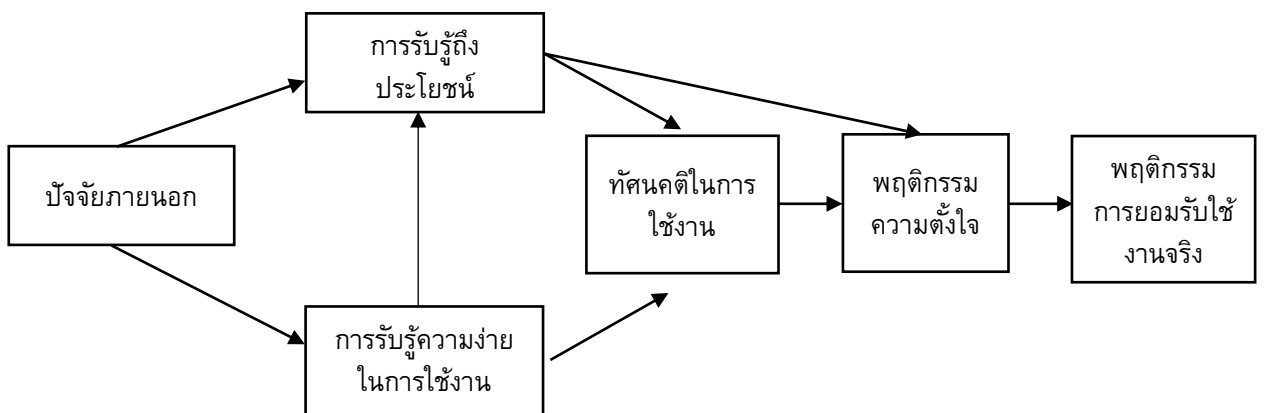 การรับรู้ถึง
ประโยชน์
ปัจจัยภายนอก
ทัศนคติในการ
ใช้งาน
พฤติกรรม
ความตั้งใจ
พฤติกรรม
การยอมรับใช้
งานจริง
การรับรู้ความง่าย
ในการใช้งาน